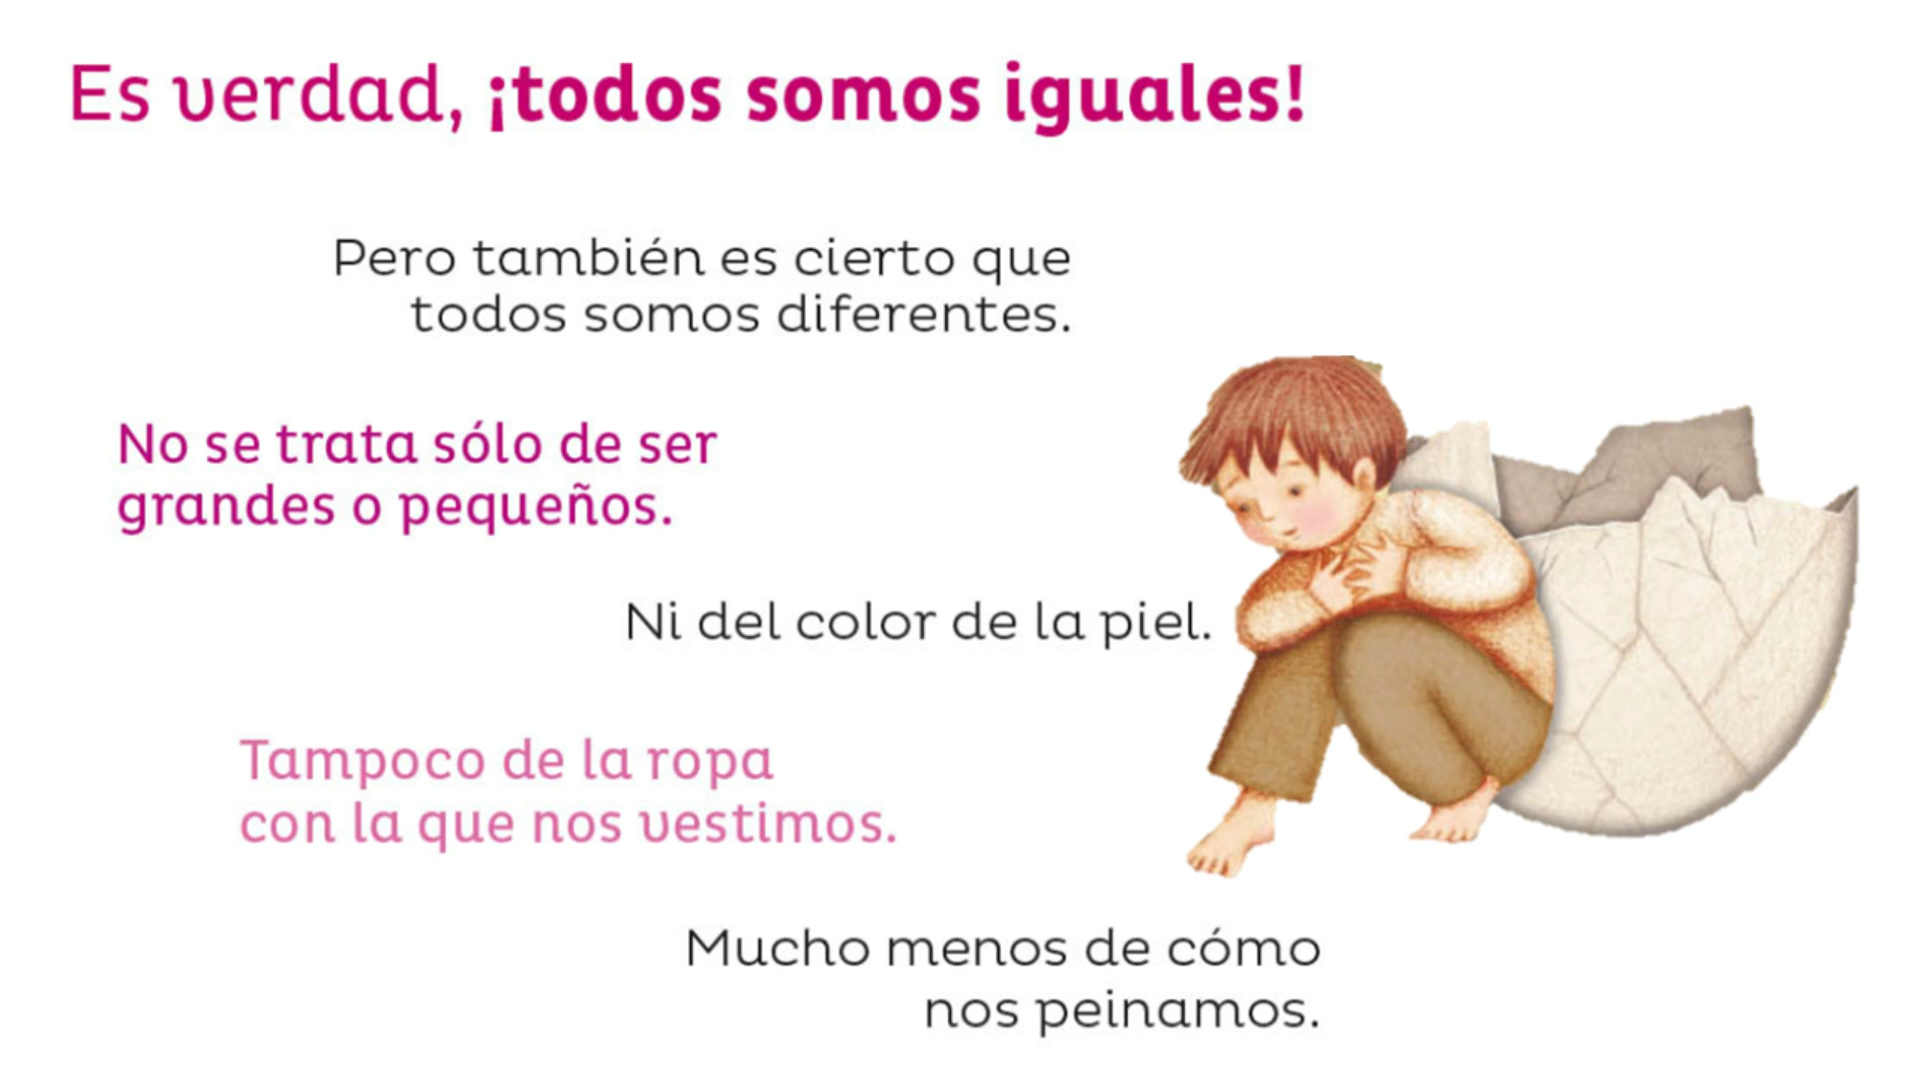 Es verdad, ¡todos somos iguales!
Pero también es cierto que
todos somos diferentes.
No se trata sólo de ser
grandes o pequeños.
Ni del color de la piel.
Tampoco de la ropa
con la que nos vestimos.
Mucho menos de cómo
nos peinamos.